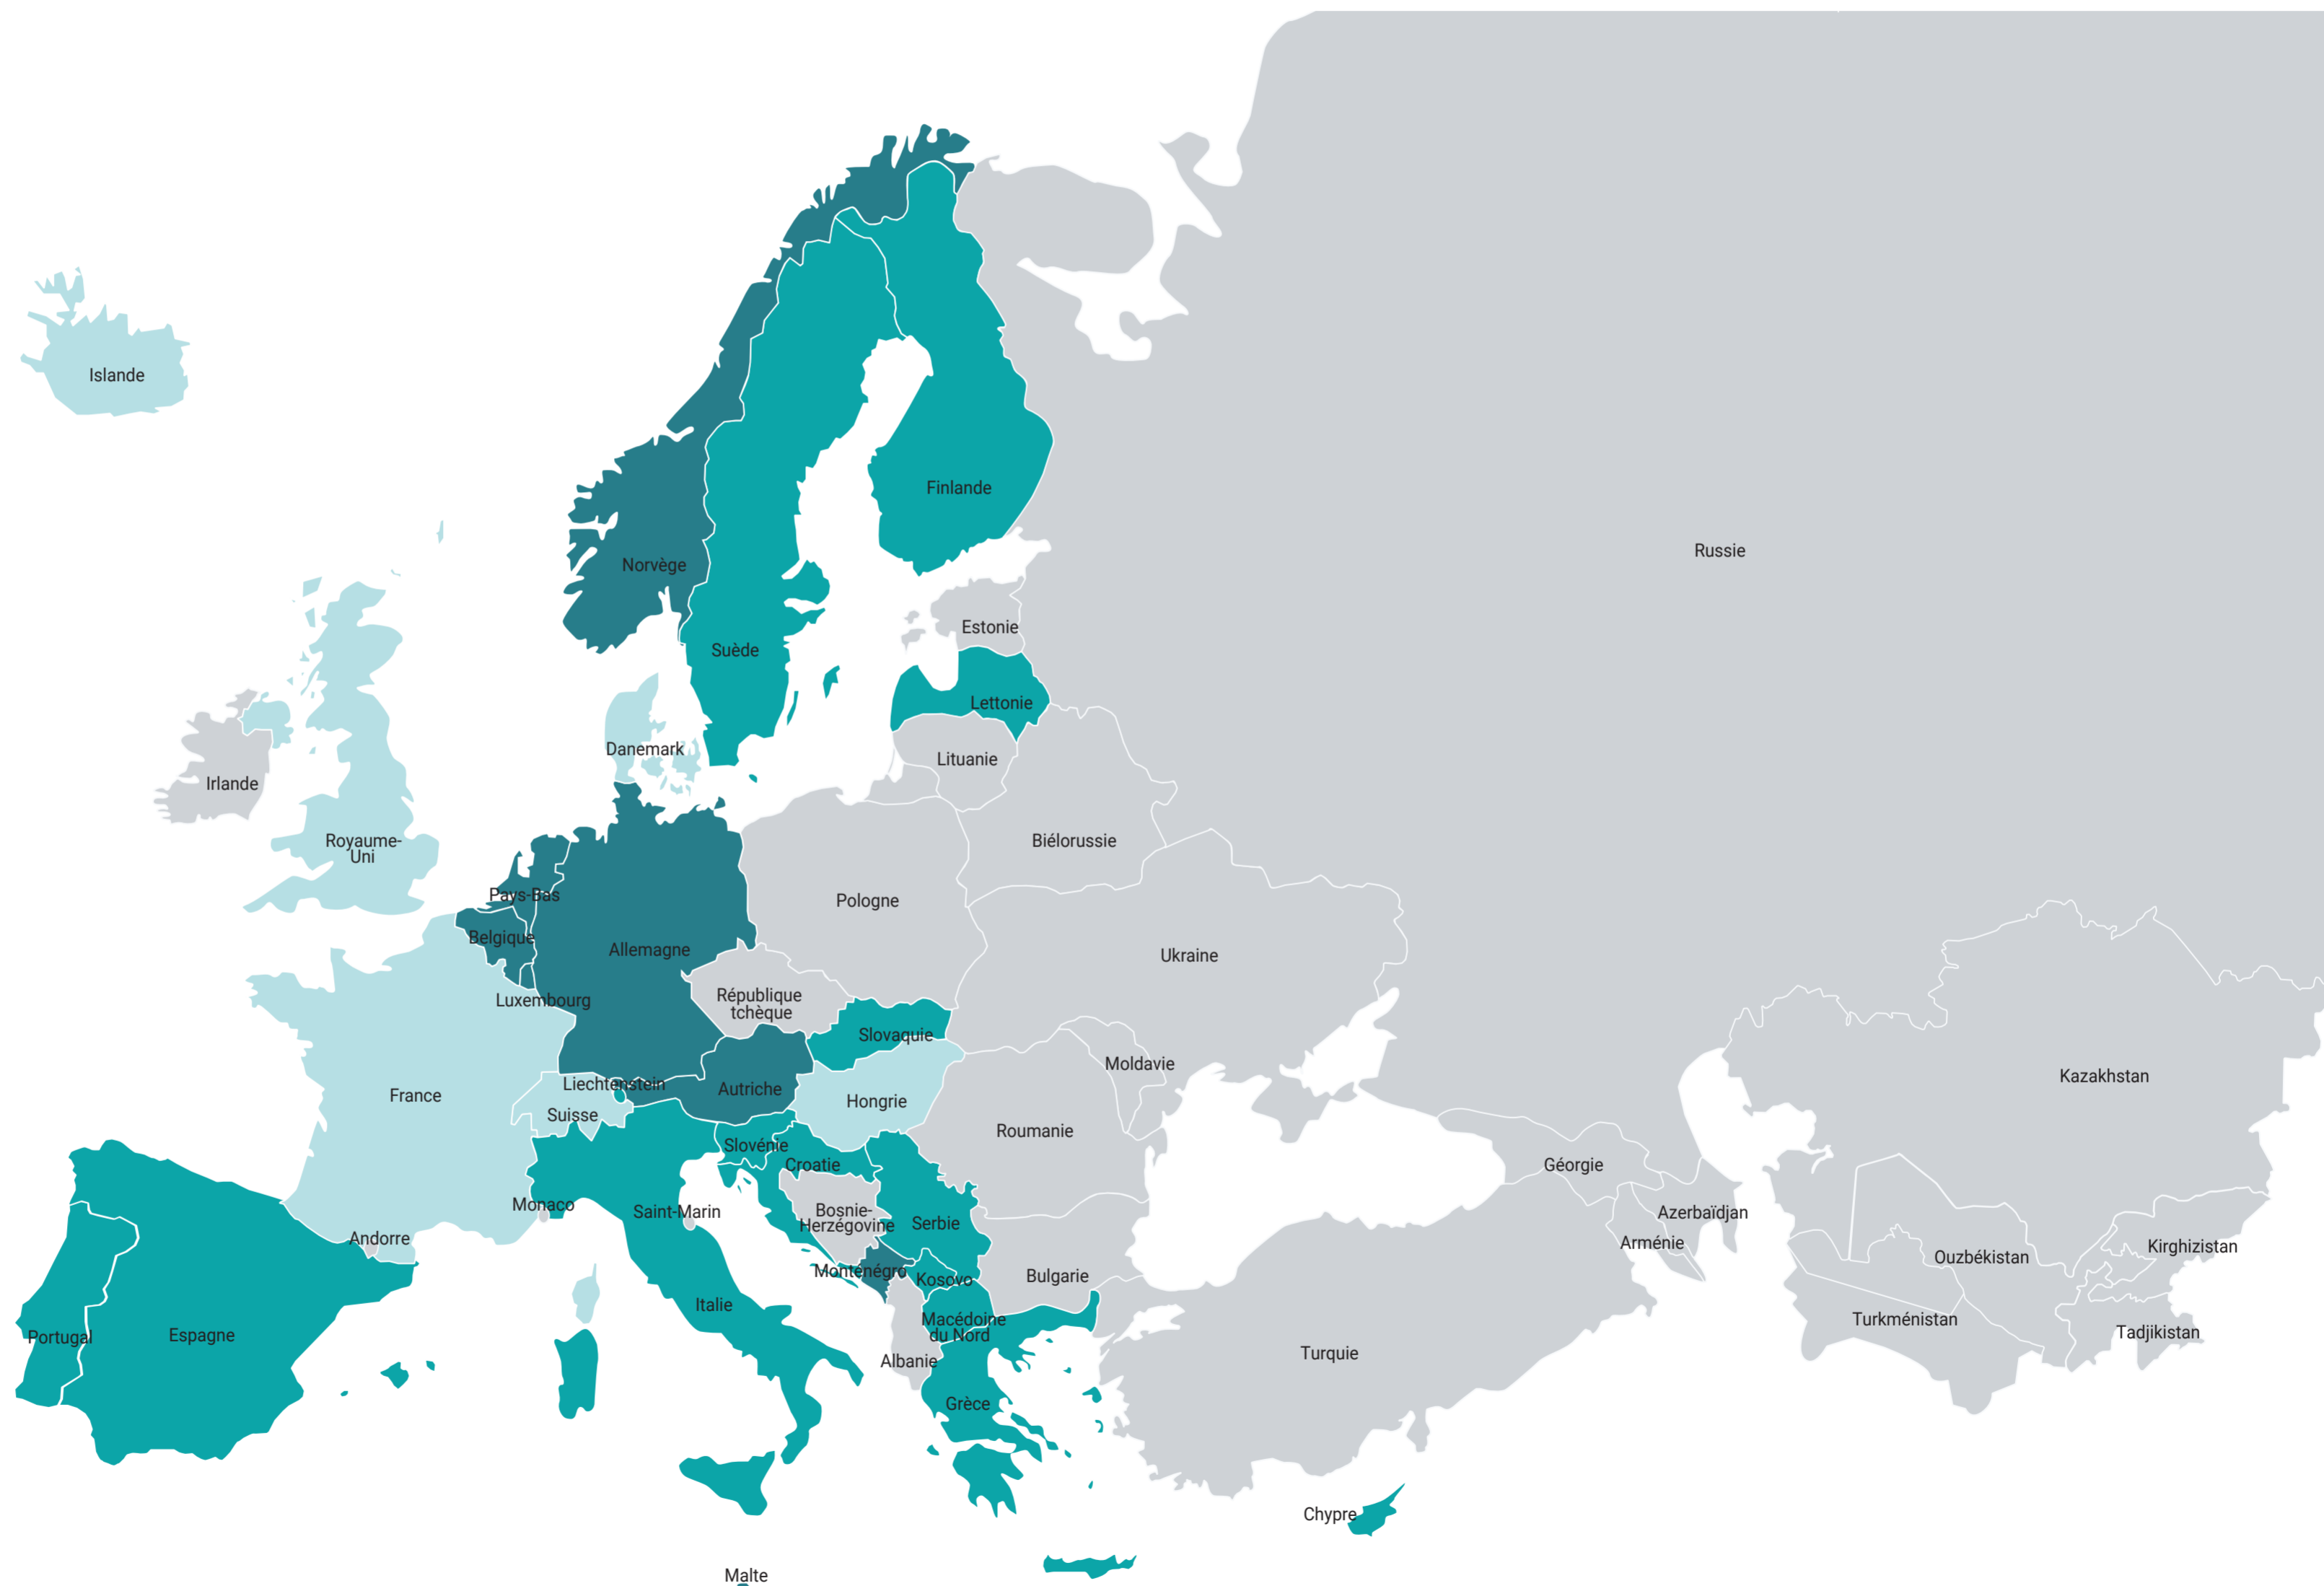 Islande
Finlande
Russie
Norvège
Estonie
Suède
Lettonie
Danemark
Lituanie
Irlande
Royaume-
Uni
Biélorussie
Pays-Bas
Pologne
Belgique
Allemagne
Ukraine
République
tchèque
Luxembourg
Slovaquie
Moldavie
Kazakhstan
Liechtenstein
Autriche
France
Hongrie
Suisse
Roumanie
Slovénie
Croatie
Géorgie
Monaco
Saint-Marin
Bosnie-
Herzégovine
Serbie
Azerbaïdjan
Andorre
Arménie
Kirghizistan
Ouzbékistan
Monténégro
Kosovo
Bulgarie
Italie
Macédoine
du Nord
Turkménistan
Tadjikistan
Portugal
Espagne
Turquie
Albanie
Grèce
Chypre
Malte